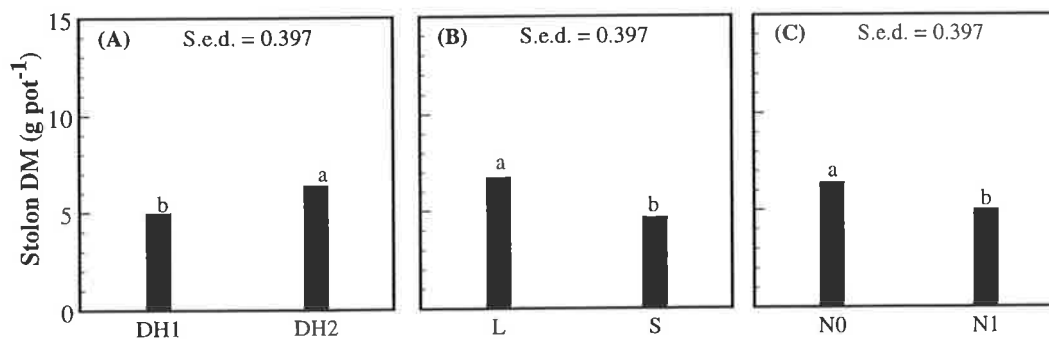 (A) S.e.d. = 0.397
(B) S.e.d. = 0.397
(C) S.e.d. = 0.397
Stolon DM (g pot-1)
15
10
5
0
b
a
a
b
a
b
DH1 DH2
L S
N0 N1